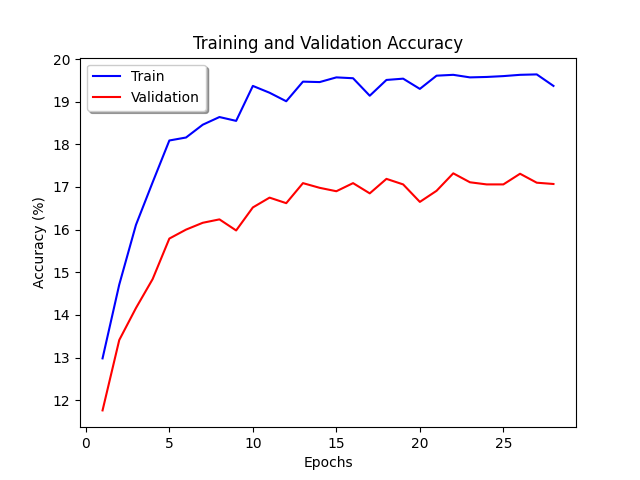 Training and Validation Accuracy
Train
Validation
Accuracy (%)
20
19
18
17
16
15
14
13
12
0 5 10 15 20 25
Epochs